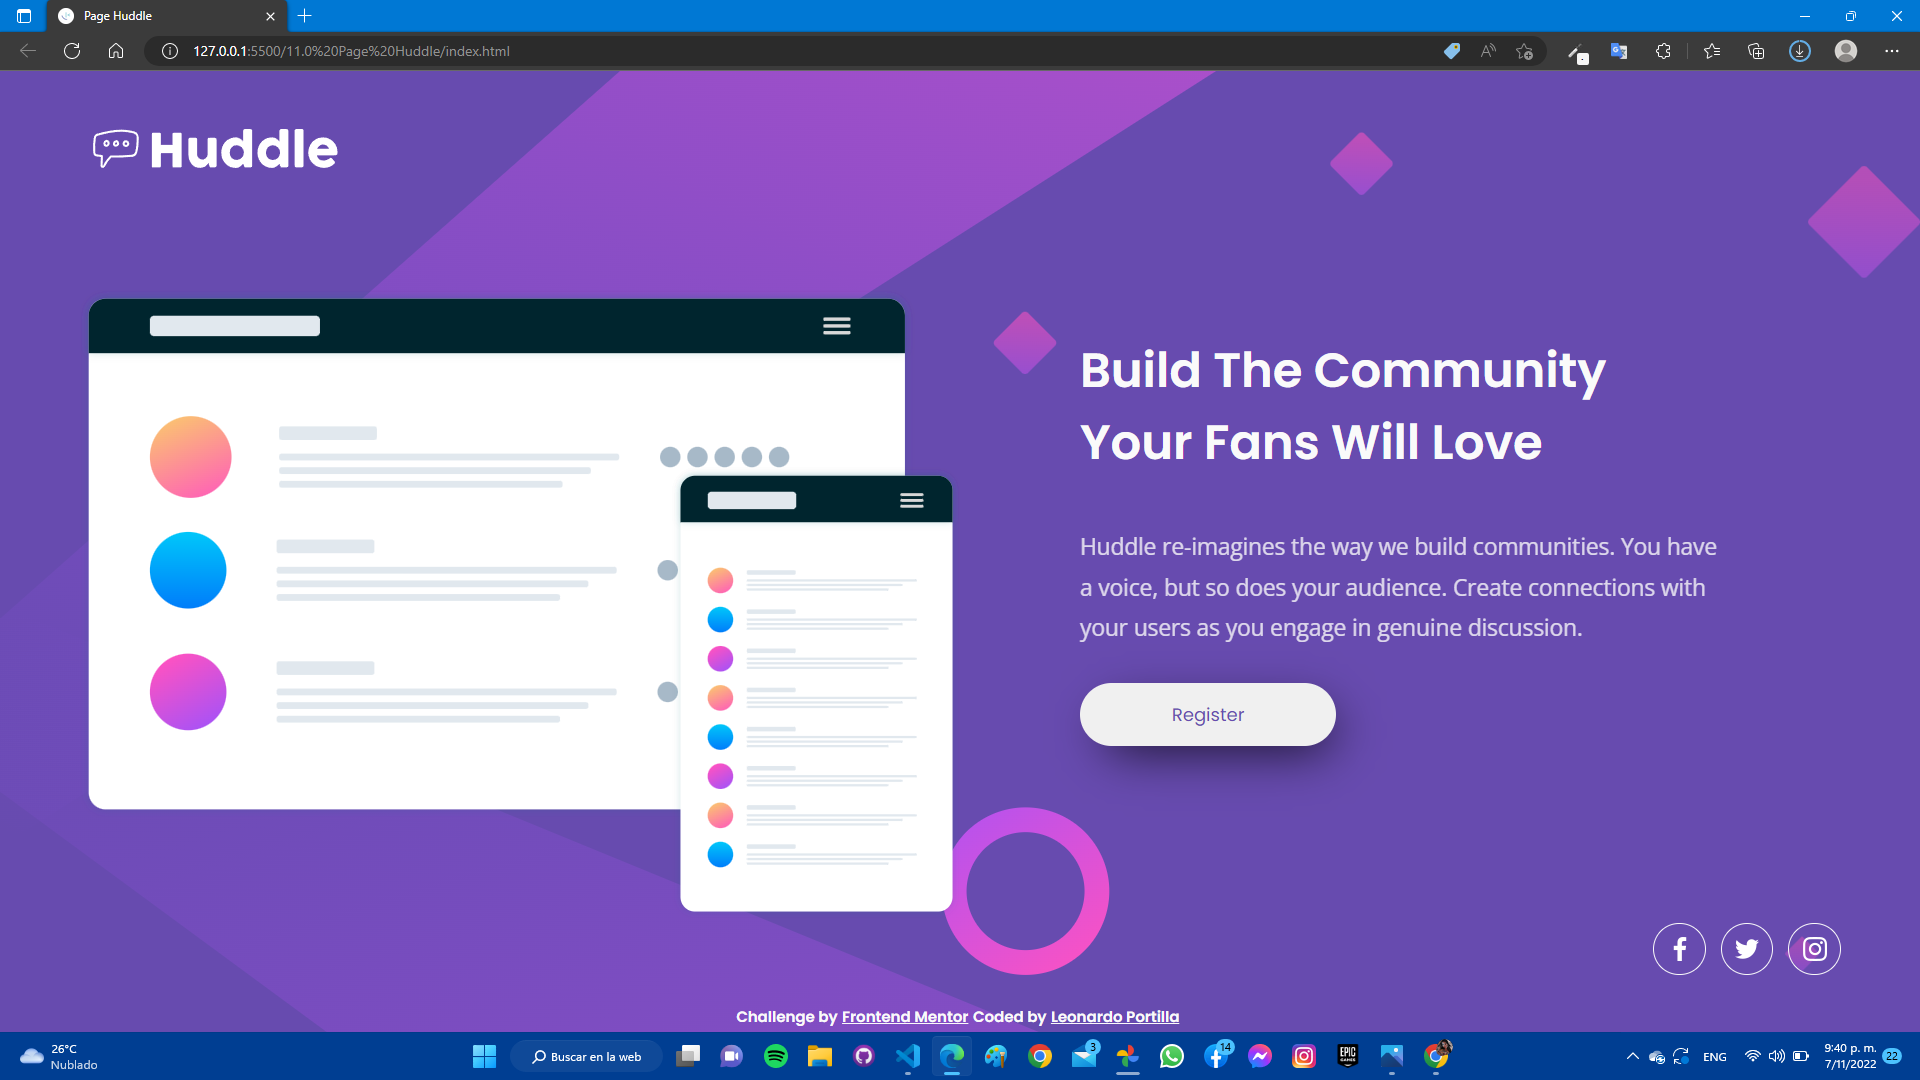 Page Huddle
127.0.0.1:5500/11.0%20Page%20Huddle/index.html
Huddle
Build The Community
Your Fans Will Love
Huddle re-imagines the way we build communities. You have
a voice, but so does your audience. Create connections with
your users as you engage in genuine discussion.
Register
Challenge by Frontend Mentor Coded by Leonardo Portilla
26°C
Nublado
Buscar en la web
3
14
EPIC
GAMES
ENG
9:40 p. m.
7/11/2022
22